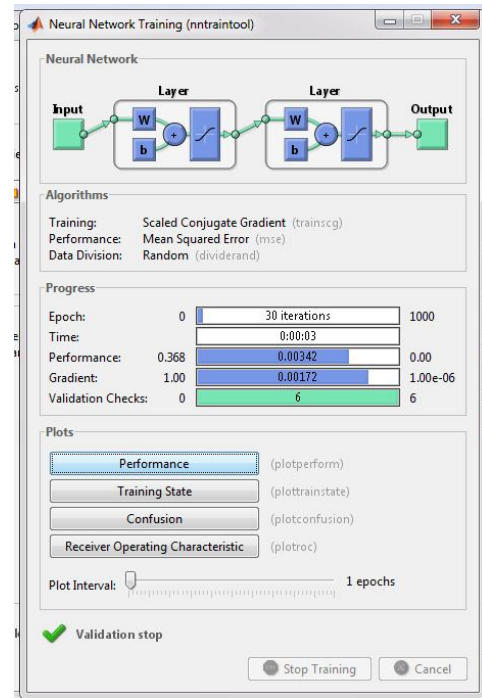 Neural Network Training (nntraintool)
Neural Network
Layer Layer
Input Output
W W
b b
Algorithms
Training: Scaled Conjugate Gradient (trainscg)
Performance: Mean Squared Error (mse)
Data Division: Random (dividerand)
Progress
Epoch: 0 30 iterations 1000
Time: 0:00:03
Performance: 0.368 0.00342 0.00
Gradient: 1.00 0.00172 1.00e-06
Validation Checks: 0 6 6
Plots
Performance (plotperform)
Training State (plottrainstate)
Confusion (plotconfusion)
Receiver Operating Characteristic (plotroc)
Plot Interval: 1 epochs
Validation stop
Stop Training Cancel